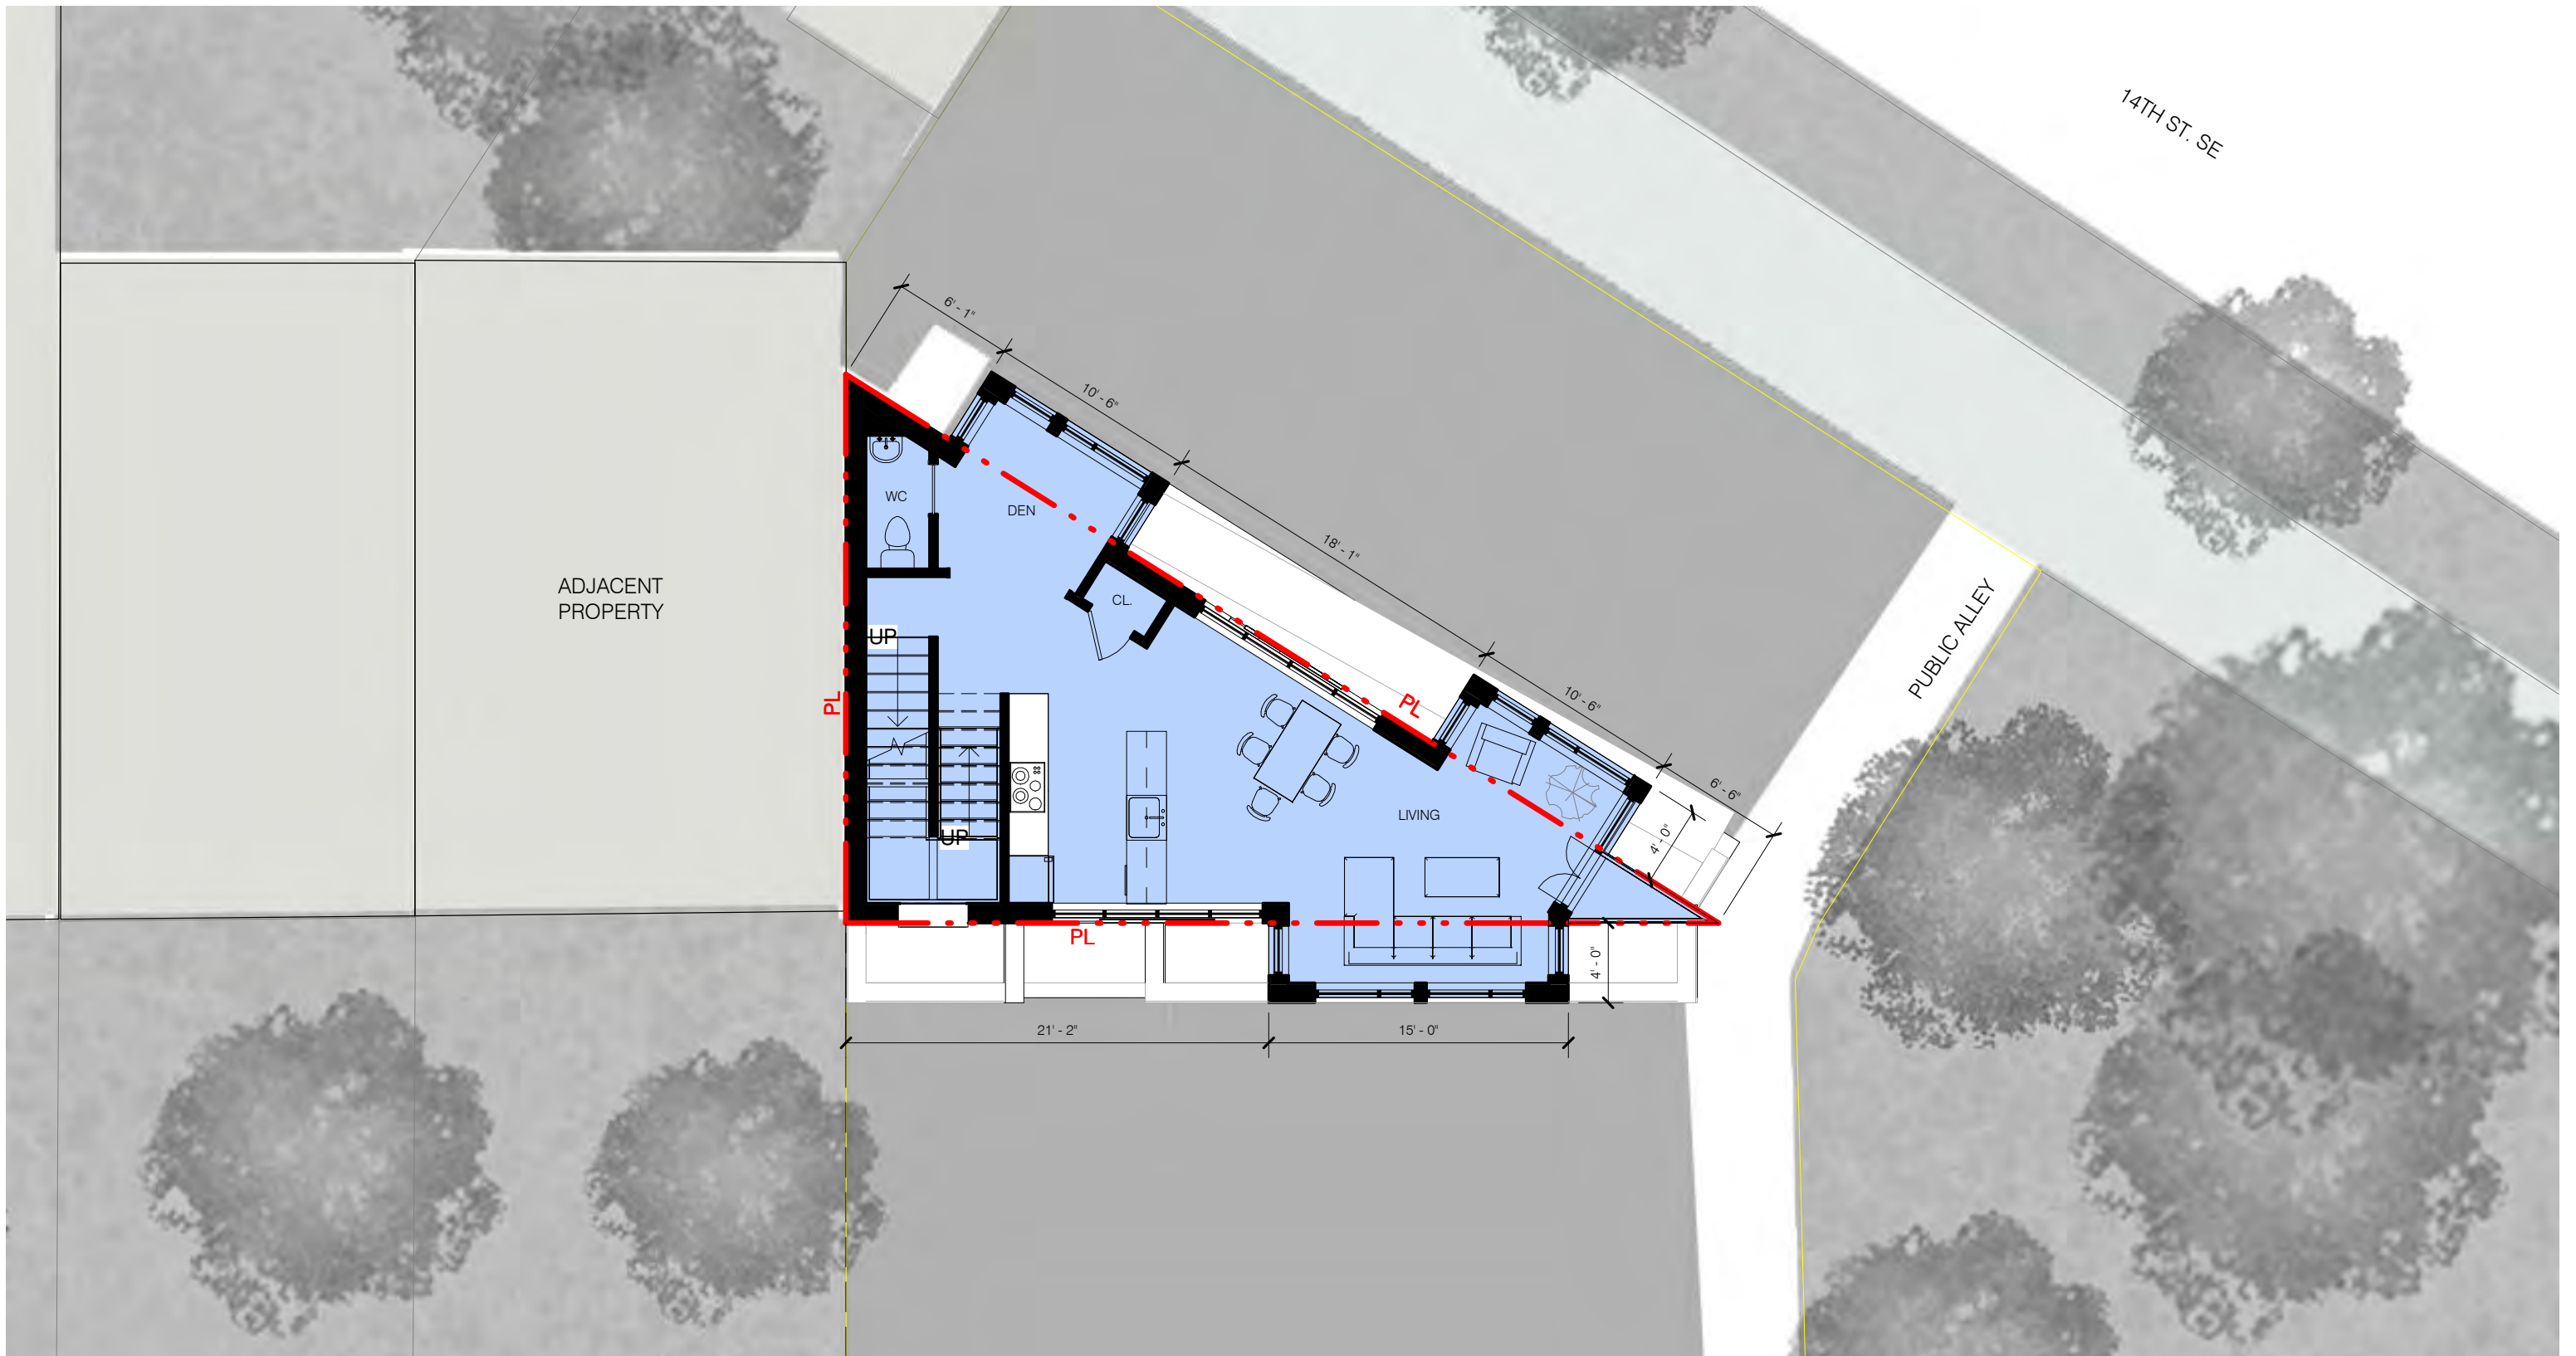 14TH ST. SE
6' - 1"
10' - 6"
WC
DEN
18' - 1"
ADJACENT
PROPERTY
CL.
PUBLIC ALLEY
UP
PL
PL
10' - 6"
6' - 6"
LIVING
UP
4' - 0"
PL
4' - 0"
21' - 2"
15' - 0"